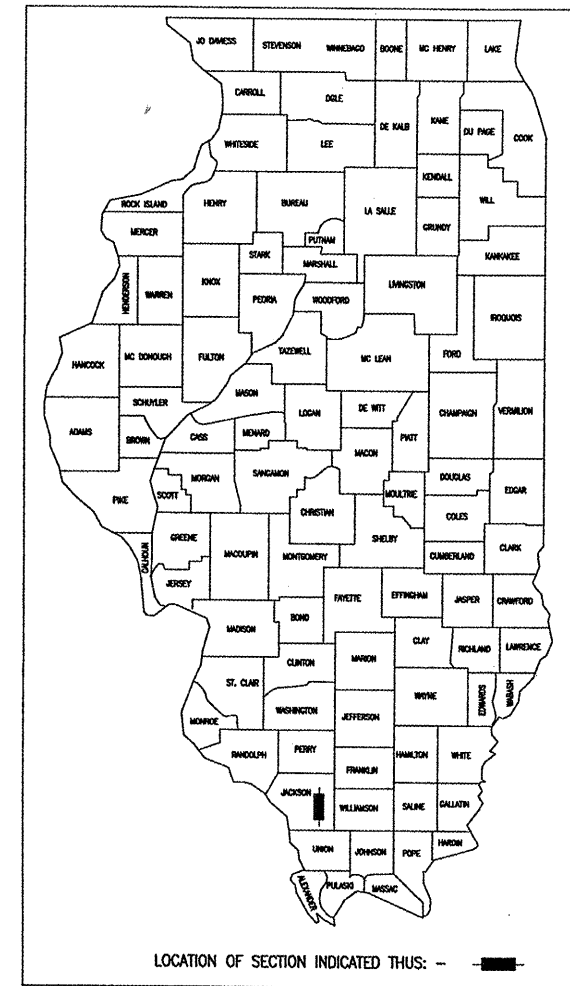 JO DAVIESS STEVENSON WINNEBAGO BOONE MC HENRY LAKE
CARROLL OGLE DE KALB KANE DU PAGE COOK
WHITESIDE LEE
KENDALL
ROCK ISLAND HENRY BUREAU LA SALLE WILL
MERCER PUTNAM GRUNDY
STARK MARSHALL KANKAKEE
HENDERSON WARREN KNOX PEORIA WOODFORD LIVINGSTON IROQUOIS
HANCOCK MC DONOUGH FULTON TAZEWELL MC LEAN FORD
SCHUYLER MASON LOGAN DE WITT CHAMPAIGN VERMILION
ADAMS BROWN CASS MENARD MACON PIATT
PIKE SCOTT MORGAN SANGAMON MOULTRIE DOUGLAS EDGAR
CHRISTIAN COLES
CALHOUN GREENE MACOUPIN MONTGOMERY SHELBY CUMBERLAND CLARK
JERSEY FAYETTE EFFINGHAM JASPER CRAWFORD
MADISON BOND
CLAY RICHLAND LAWRENCE
CLINTON MARION
ST. CLAIR WAYNE EDWARDS WABASH
MONROE WASHINGTON JEFFERSON
RANDOLPH PERRY HAMILTON WHITE
FRANKLIN
JACKSON WILLIAMSON SALINE GALLATIN
UNION JOHNSON POPE HARDIN
ALEXANDER PULASKI MASSAC
LOCATION OF SECTION INDICATED THUS: –